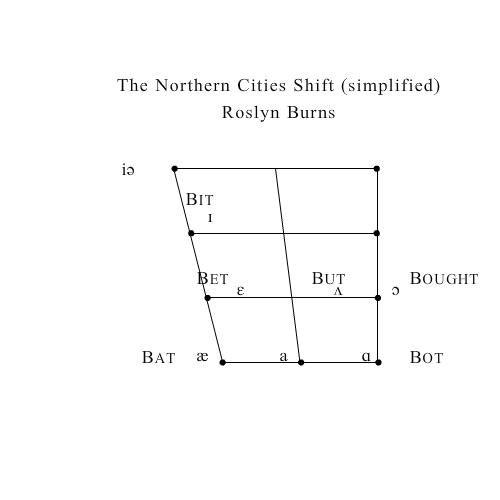 The Northern Cities Shift (simplified)
Roslyn Burns
iə
BIT
ɪ
BET ɛ BUT ʌ ɔ BOUGHT
BAT æ a ɑ BOT